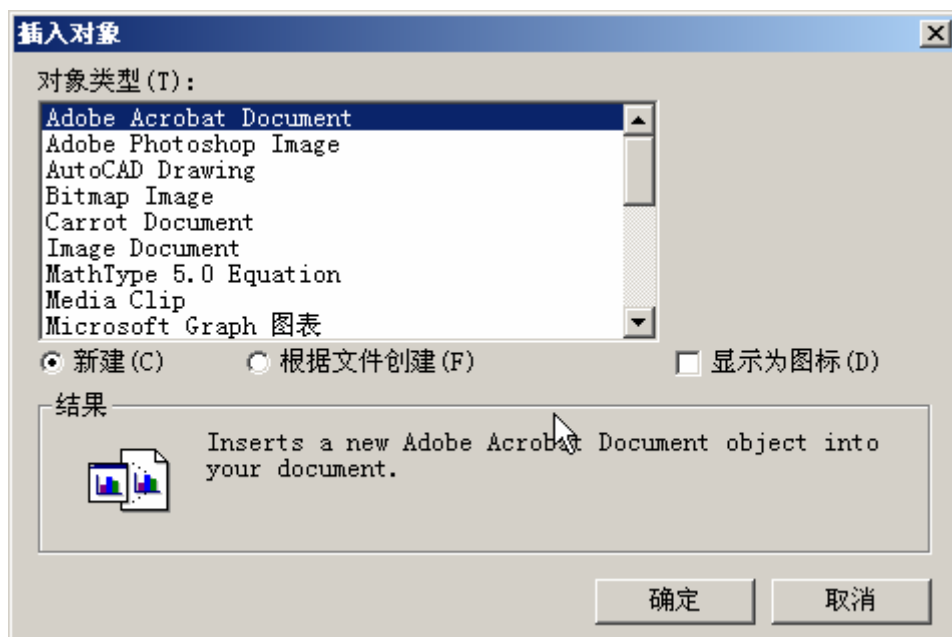 插入对象
对象类型(T):
Adobe Acrobat Document
Adobe Photoshop Image
AutoCAD Drawing
Bitmap Image
Carrot Document
Image Document
MathType 5.0 Equation
Media Clip
Microsoft Graph 图表
新建(C) 根据文件创建(F) 显示为图标(D)
结果
Inserts a new Adobe Acrobat Document object into
your document.
确定 取消